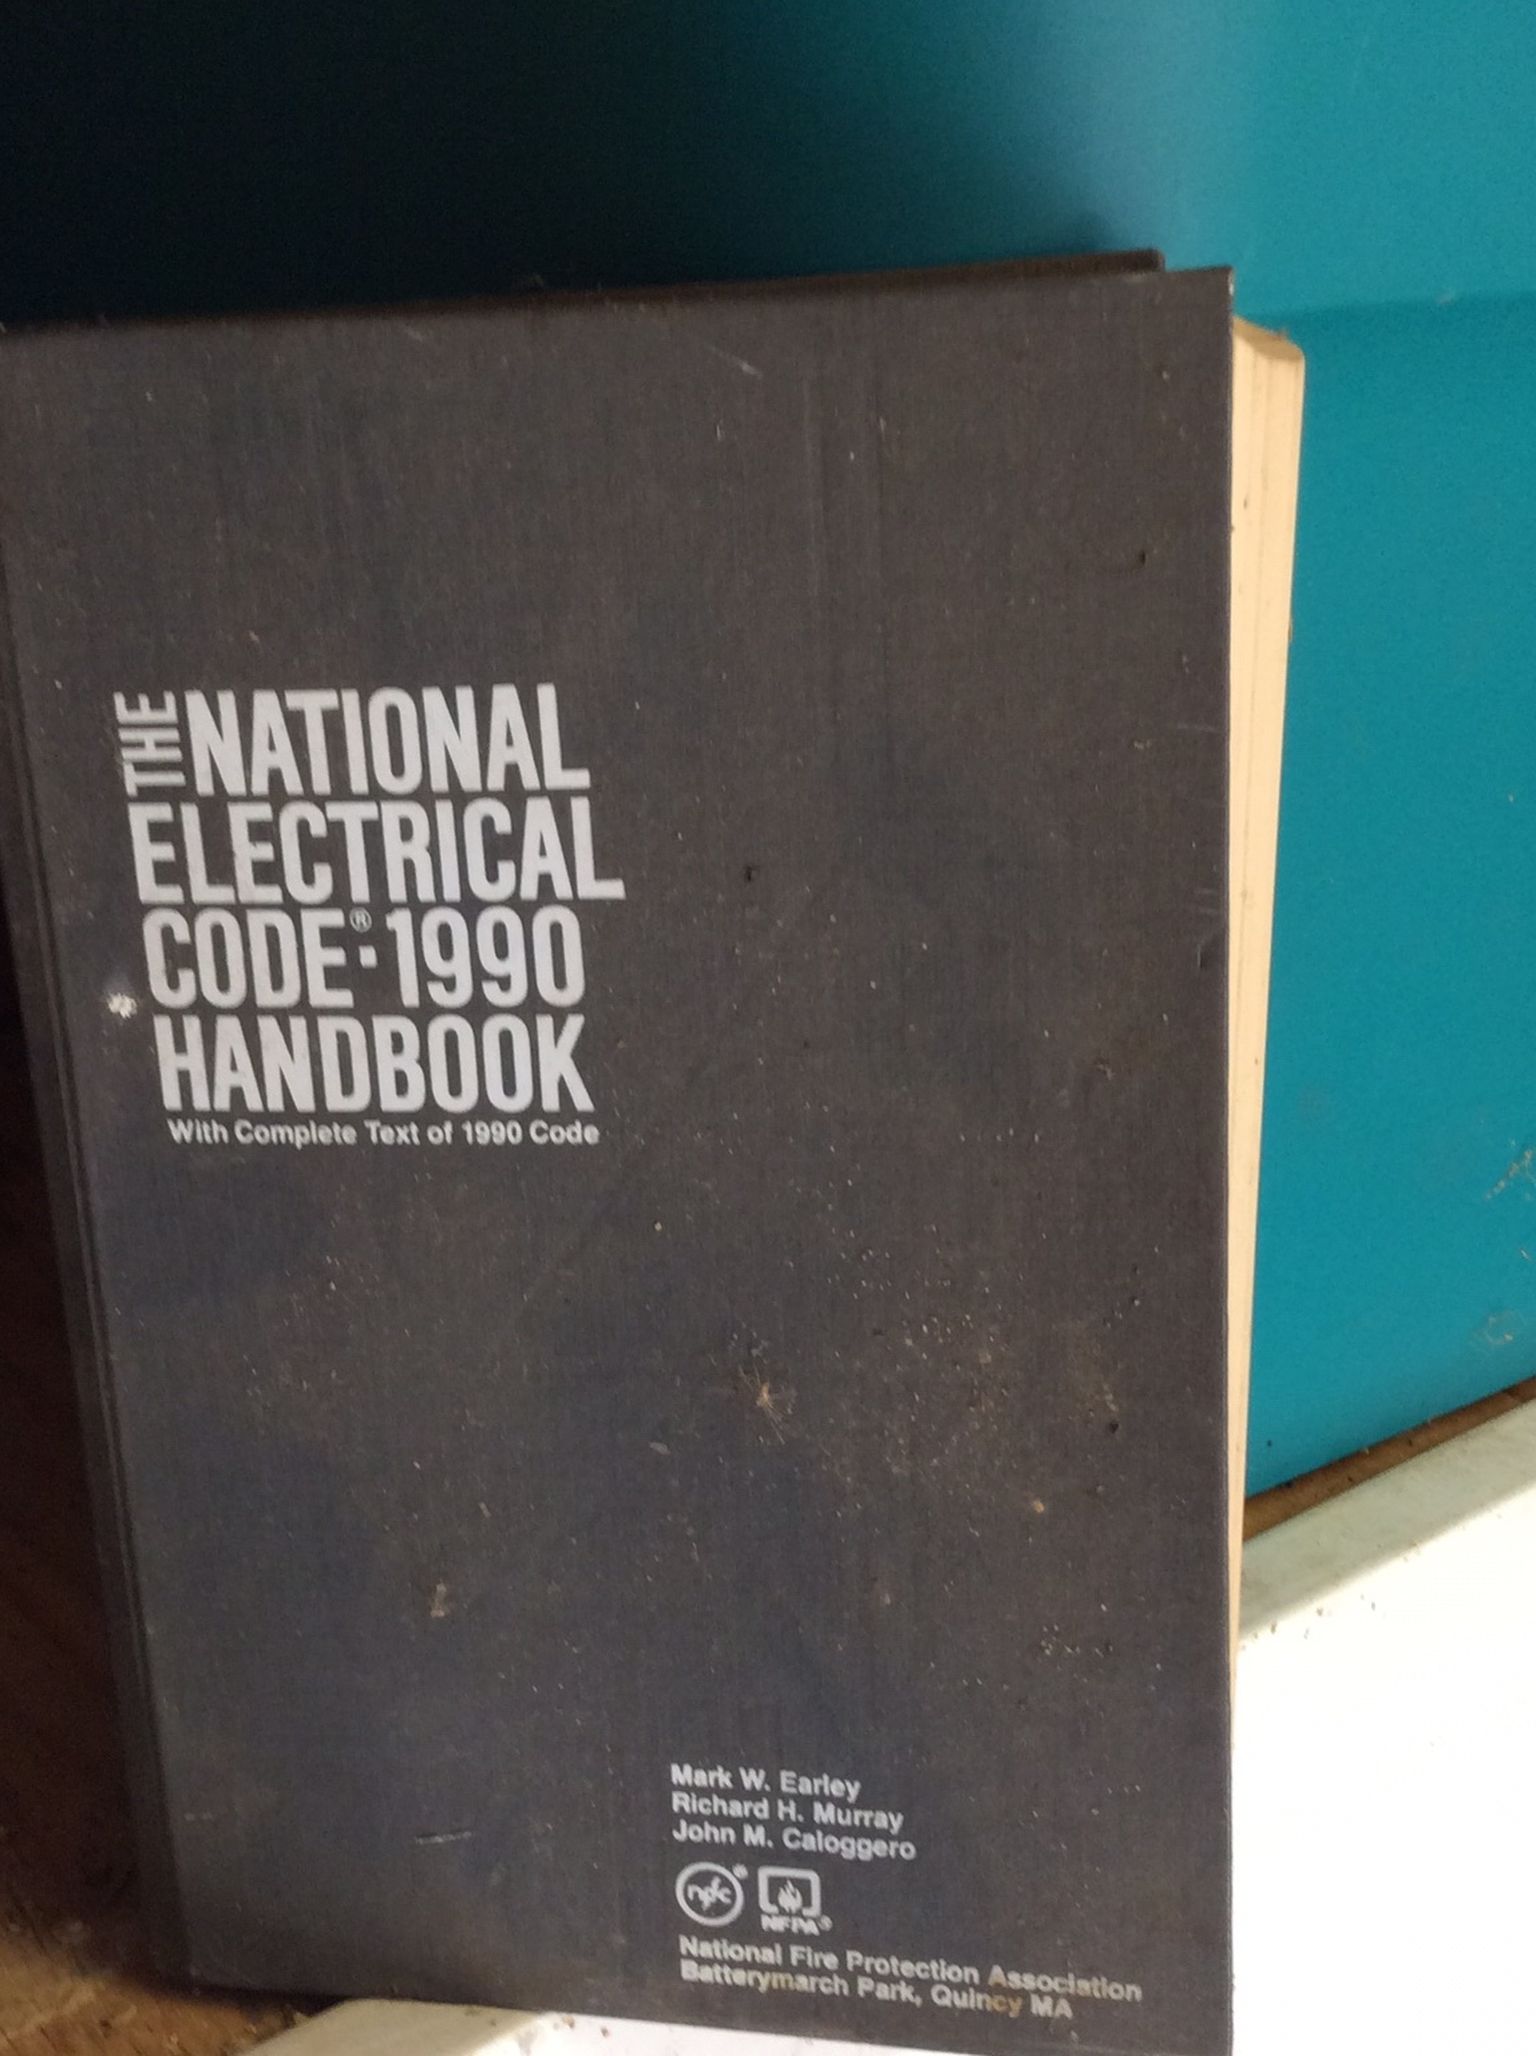 THE NATIONAL
ELECTRICAL
CODE®: 1990
HANDBOOK
With Complete Text of 1990 Code
Mark W. Earley
Richard H. Murray
John M. Caloggero
nfc®
NFPA®
National Fire Protection Association
Batterymarch Park, Quincy MA